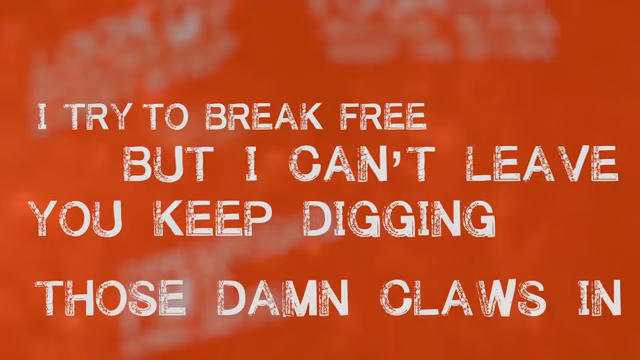 I TRY TO BREAK FREE
BUT I CAN'T LEAVE
YOU KEEP DIGGING
THOSE DAMN CLAWS IN